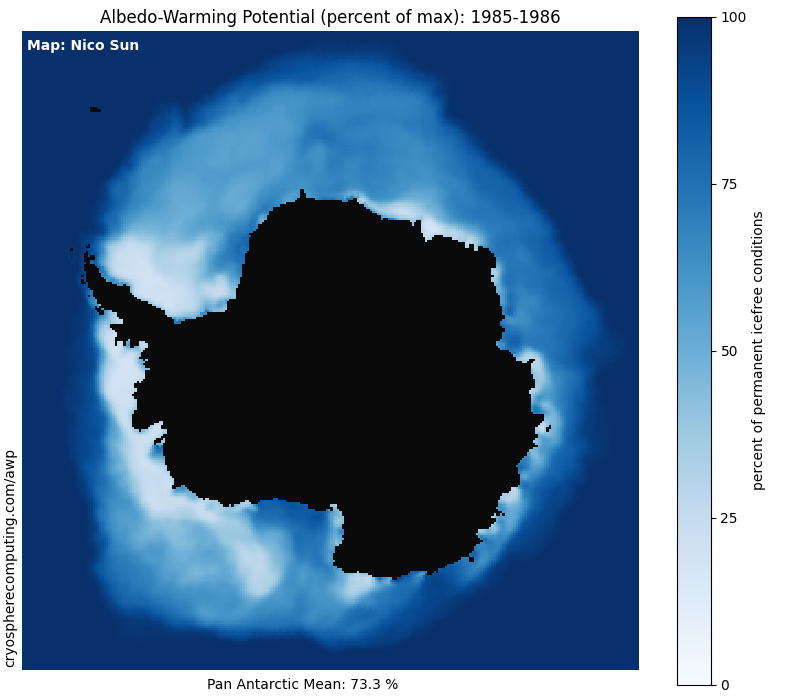 Albedo-Warming Potential (percent of max): 1985-1986
Map: Nico Sun
100
75
50
25
0
percent of permanent icefree conditions
cryospherecomputing.com/awp
Pan Antarctic Mean: 73.3 %